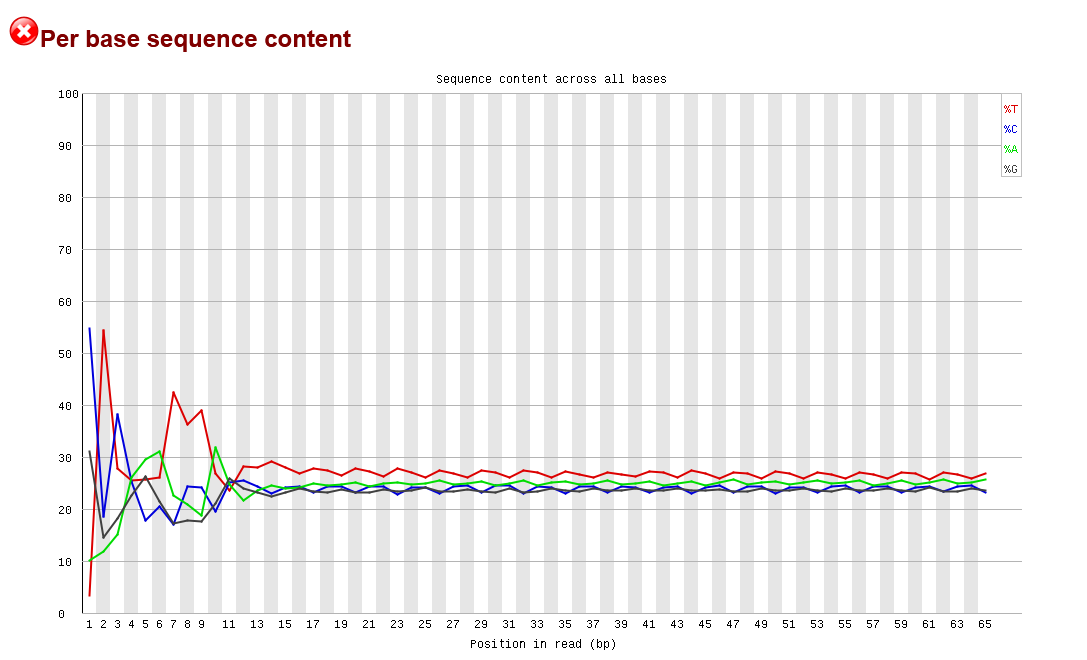 Per base sequence content
Sequence content across all bases
100
90
80
70
60
50
40
30
20
10
0
%T
%C
%A
%G
1 2 3 4 5 6 7 8 9 11 13 15 17 19 21 23 25 27 29 31 33 35 37 39 41 43 45 47 49 51 53 55 57 59 61 63 65
Position in read (bp)